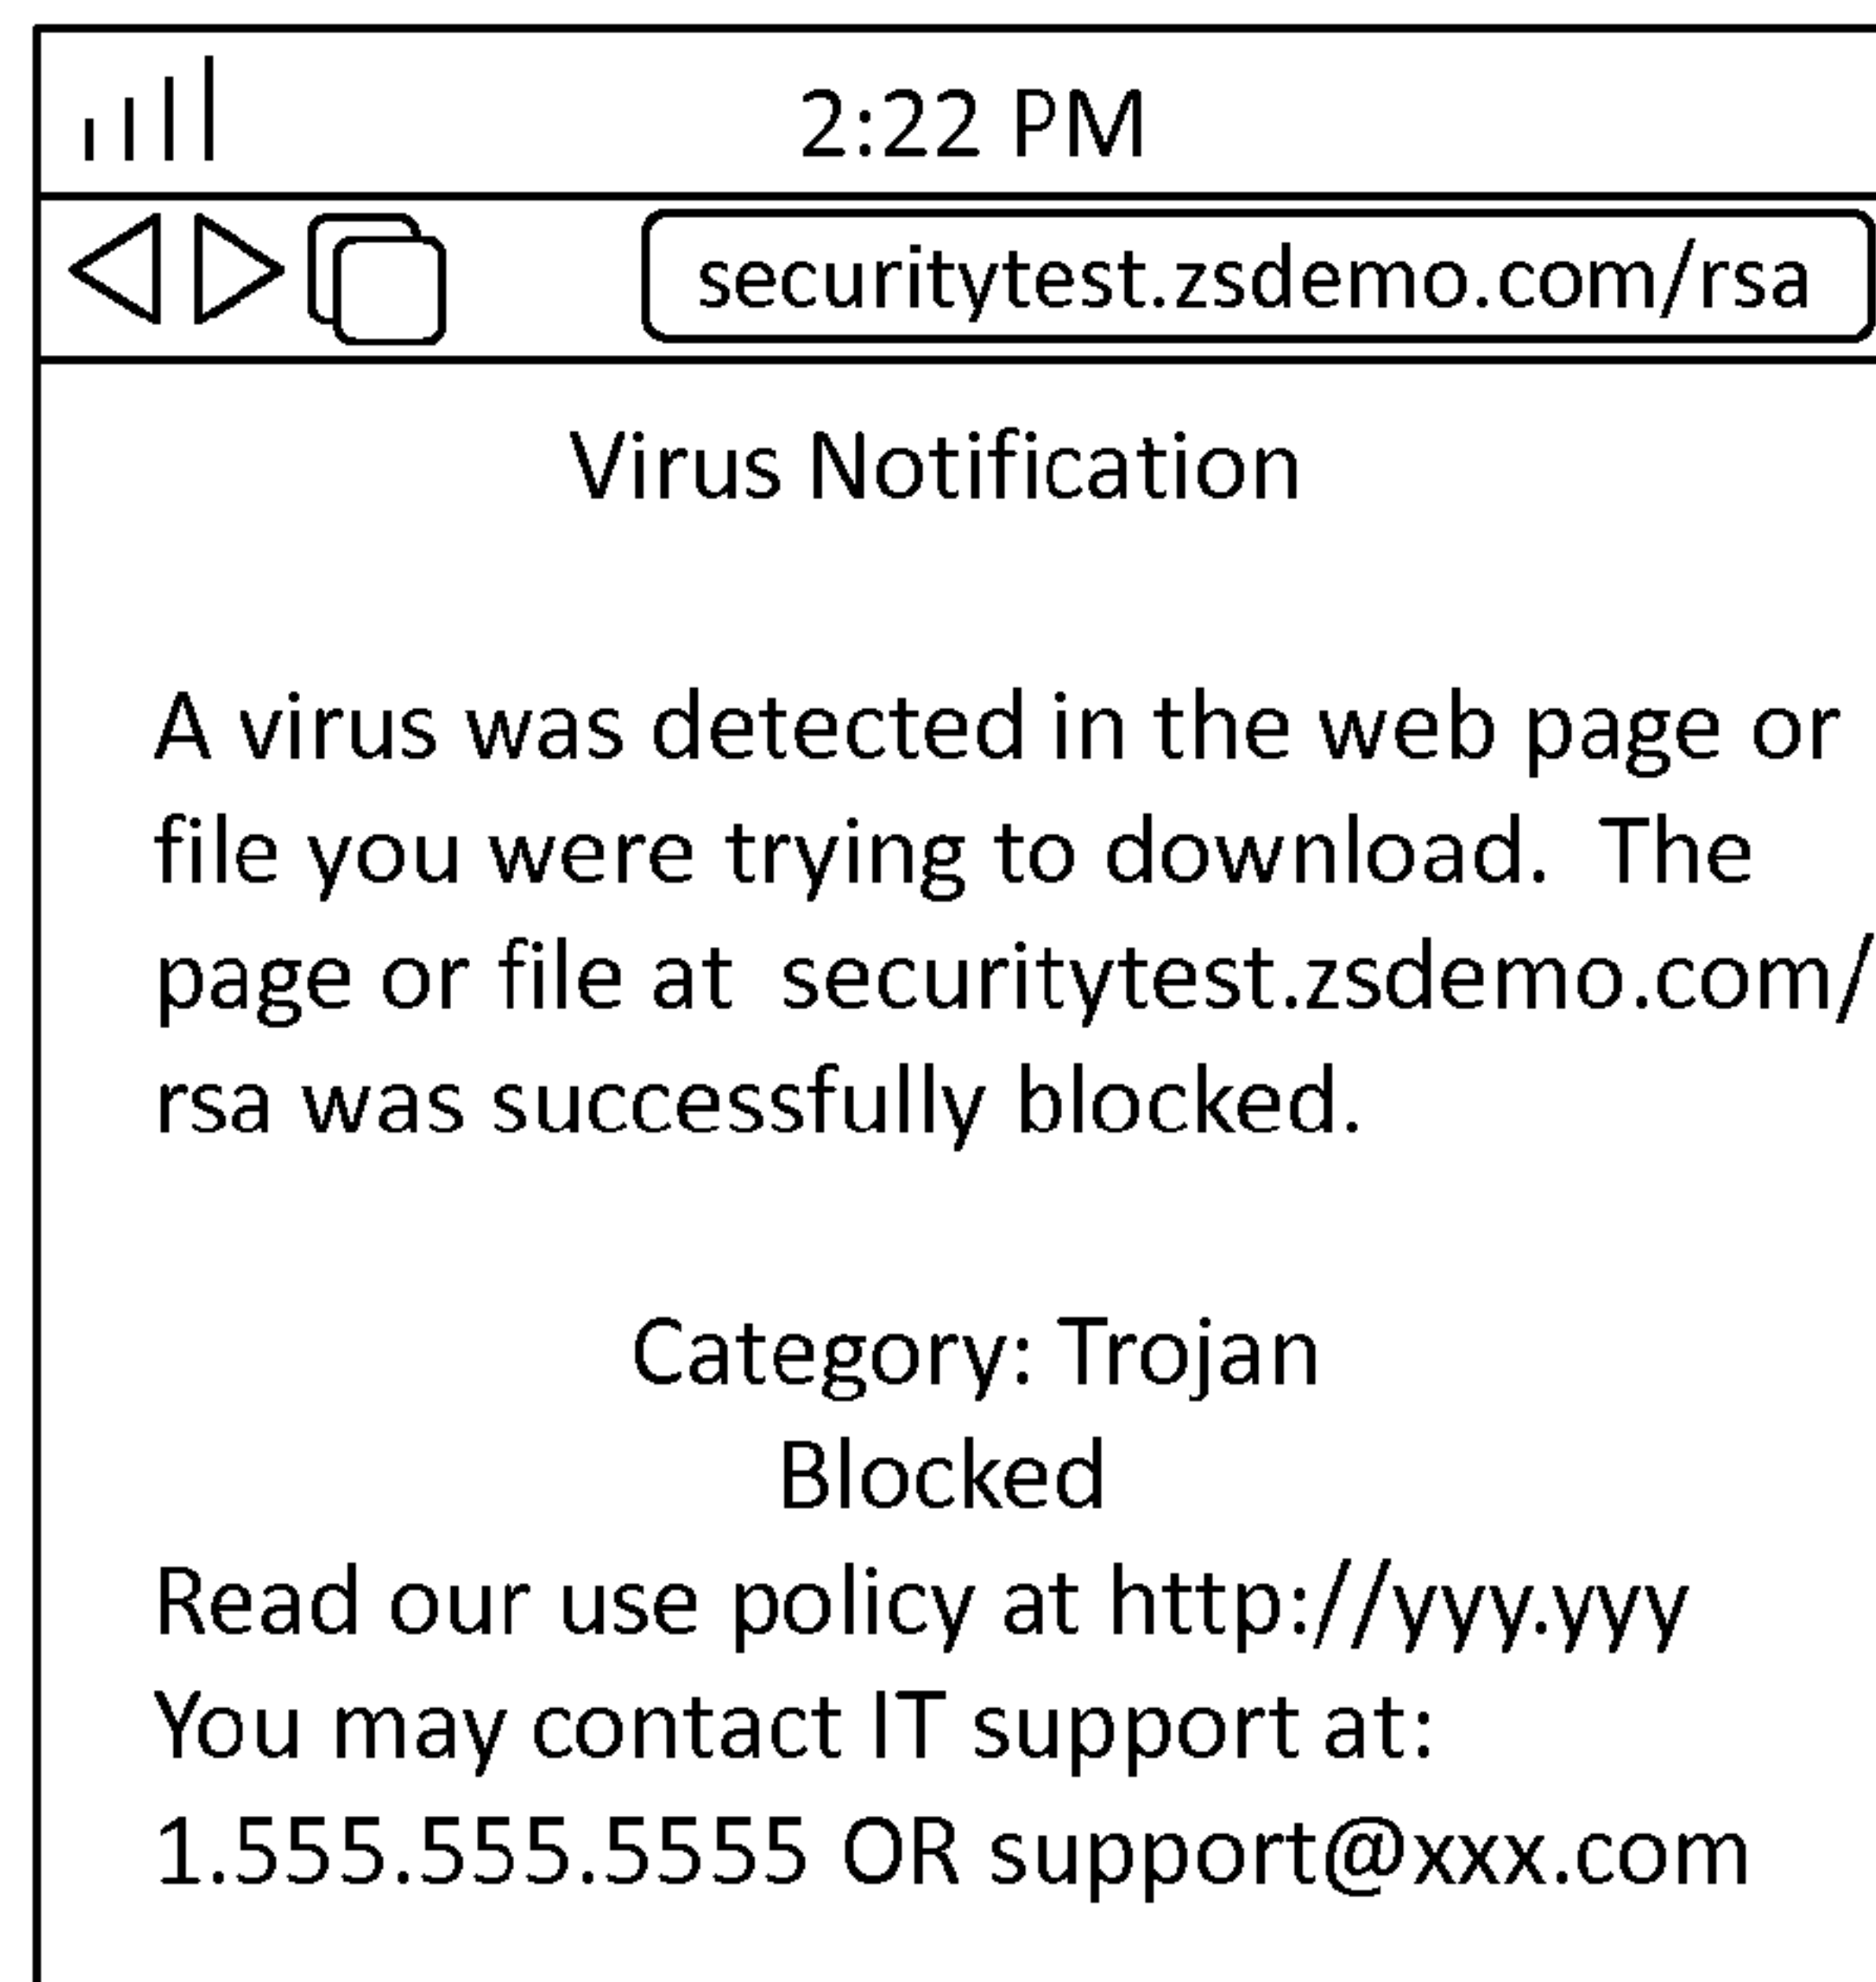 2:22 PM
securitytest.zsdemo.com/rsa
Virus Notification
A virus was detected in the web page or
file you were trying to download.  The
page or file at  securitytest.zsdemo.com/
rsa was successfully blocked.
Category: Trojan
Blocked
Read our use policy at http://yyy.yyy
You may contact IT support at:
1.555.555.5555 OR support@xxx.com